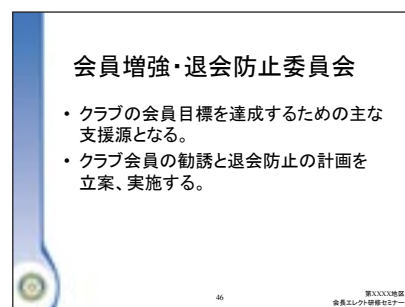 会員増強・退会防止委員会
• クラブの会員目標を達成するための主な
支援源となる。
• クラブ会員の勧誘と退会防止の計画を
立案、実施する。
46
第XXXX地区
会長エレクト研修セミナー